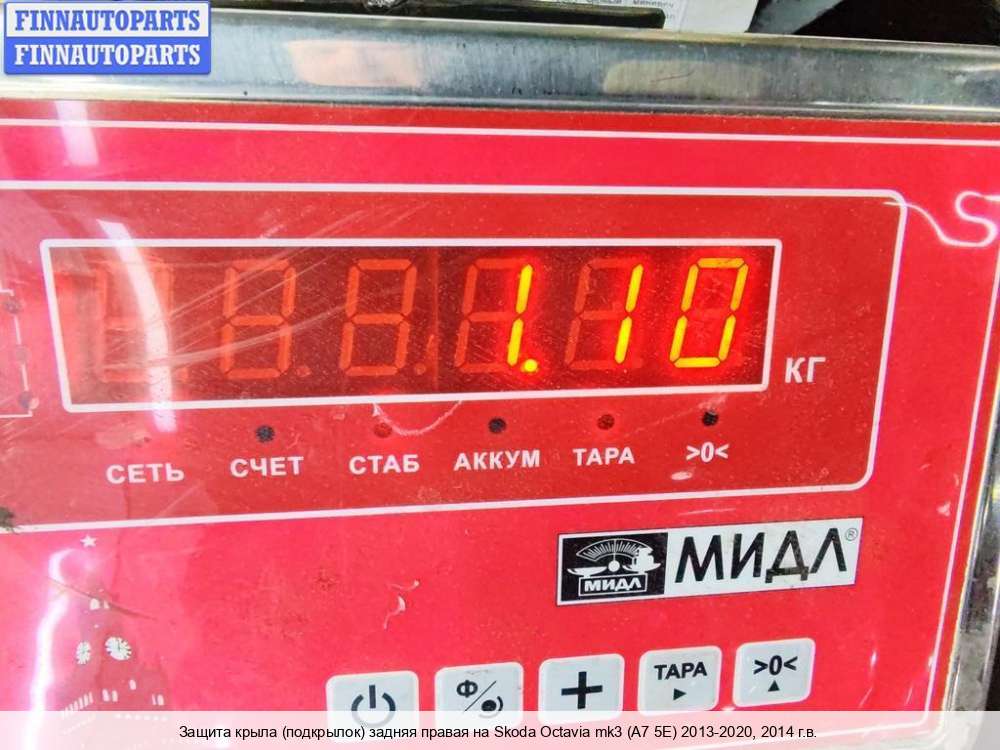 FINNAUTOPARTS
FINNAUTOPARTS
1.10
КГ
СЕТЬ СЧЕТ СТАБ АККУМ ТАРА >0<
МИДЛ МИДЛ®
Ф ТАРА >0<
Защита крыла (подкрылок) задняя правая на Skoda Octavia mk3 (A7 5E) 2013-2020, 2014 г.в.